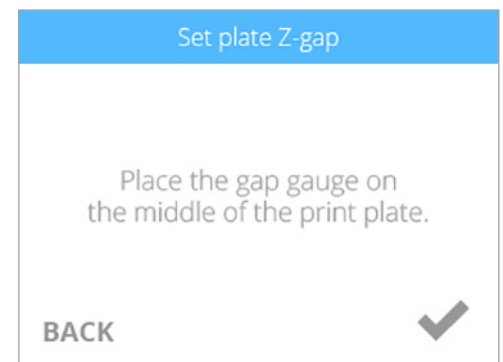 Set plate Z-gap
Place the gap gauge on
the middle of the print plate.
BACK